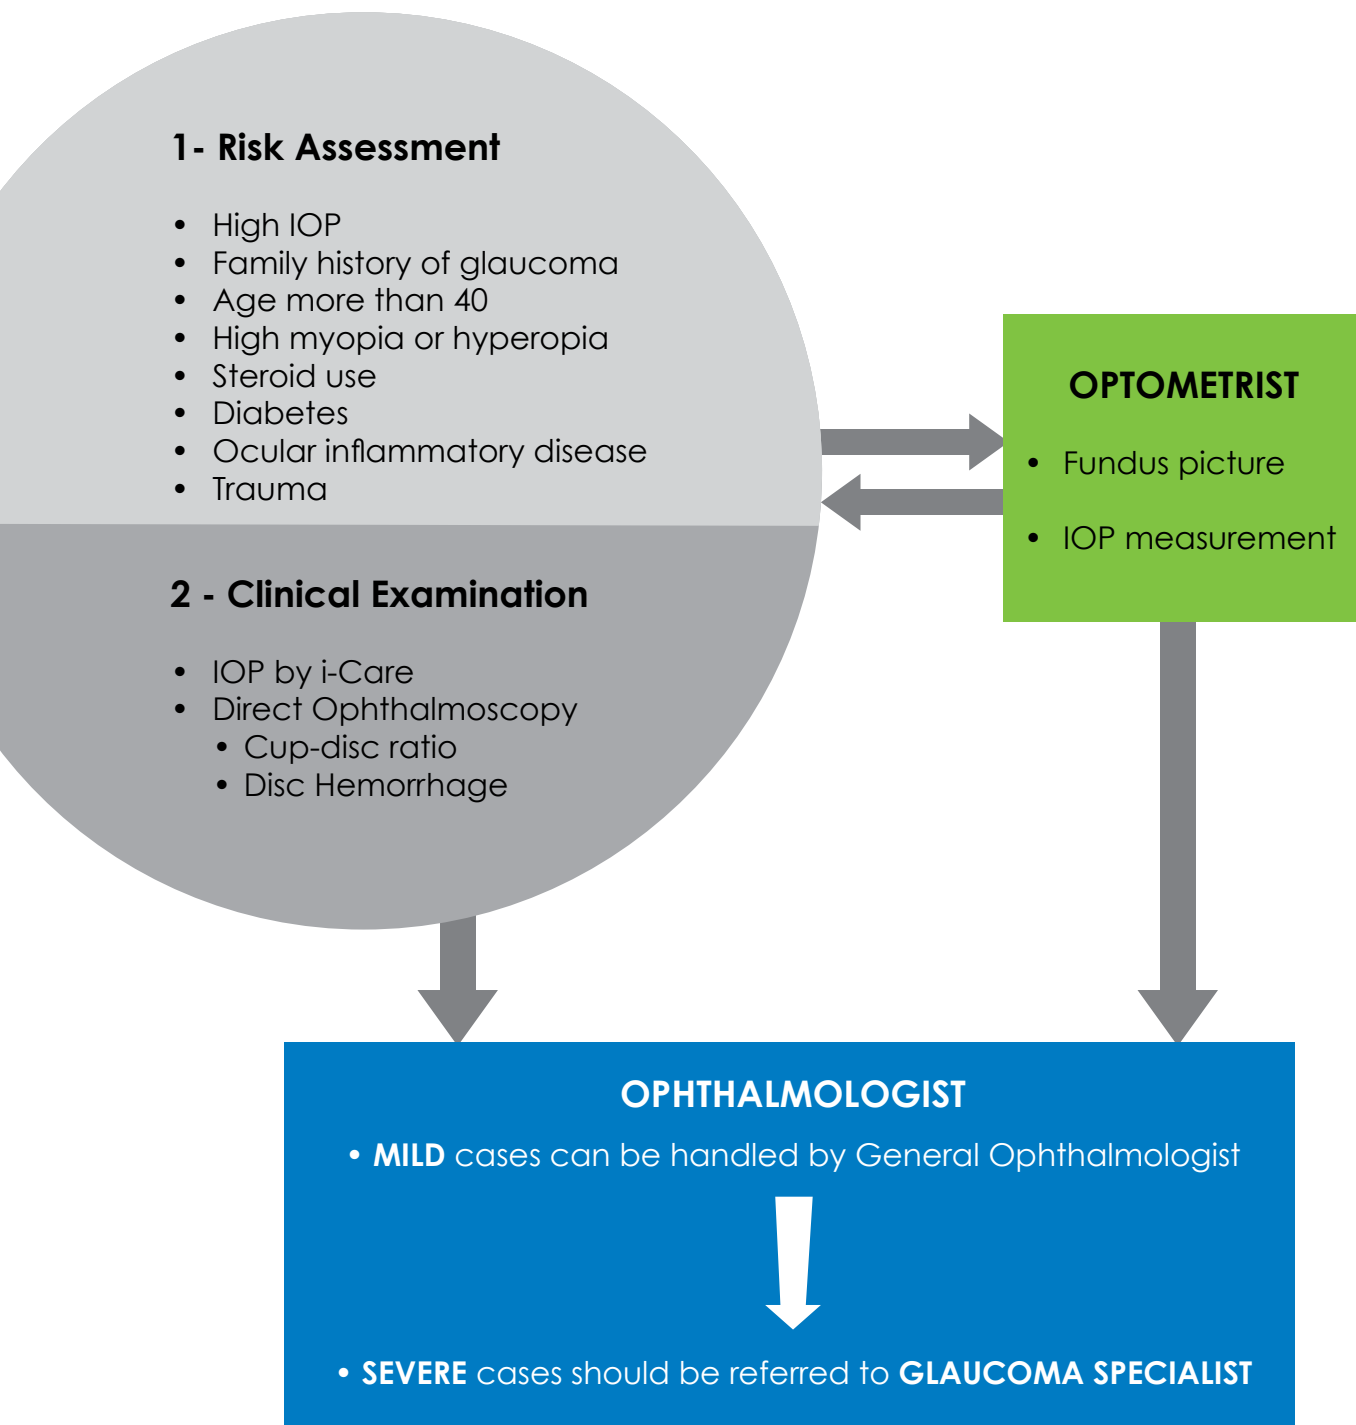 1- Risk Assessment
• High IOP
• Family history of glaucoma
• Age more than 40
• High myopia or hyperopia
• Steroid use
• Diabetes
• Ocular inflammatory disease
• Trauma
2 - Clinical Examination
• IOP by i-Care
• Direct Ophthalmoscopy
• Cup-disc ratio
• Disc Hemorrhage
OPTOMETRIST
• Fundus picture
• IOP measurement
OPHTHALMOLOGIST
• MILD cases can be handled by General Ophthalmologist
• SEVERE cases should be referred to GLAUCOMA SPECIALIST